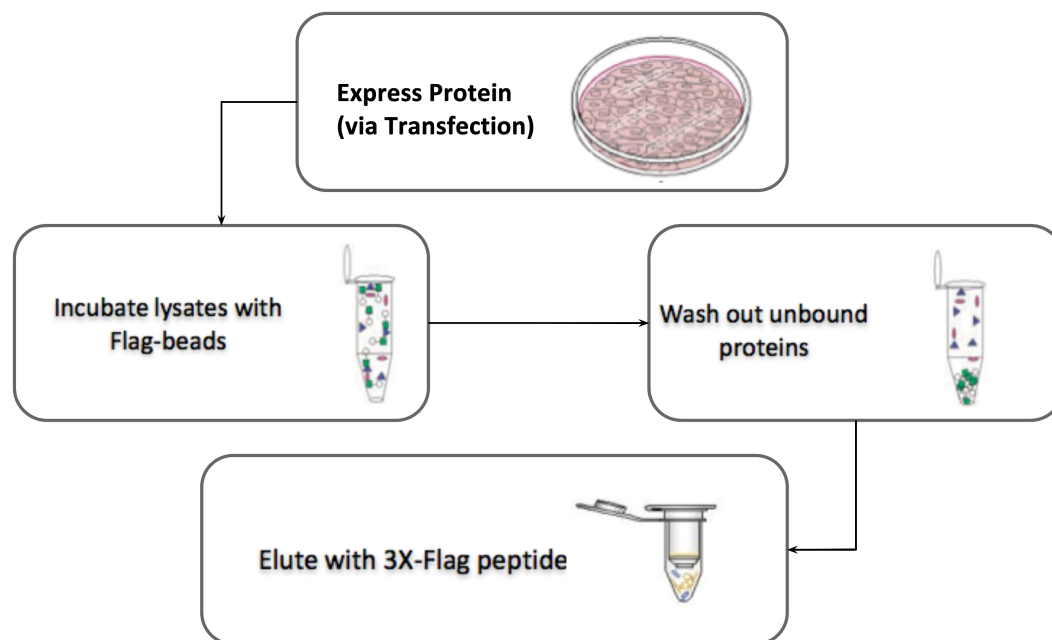 Express Protein
(via Transfection)
Incubate lysates with
Flag-beads
Wash out unbound
proteins
Elute with 3X-Flag peptide